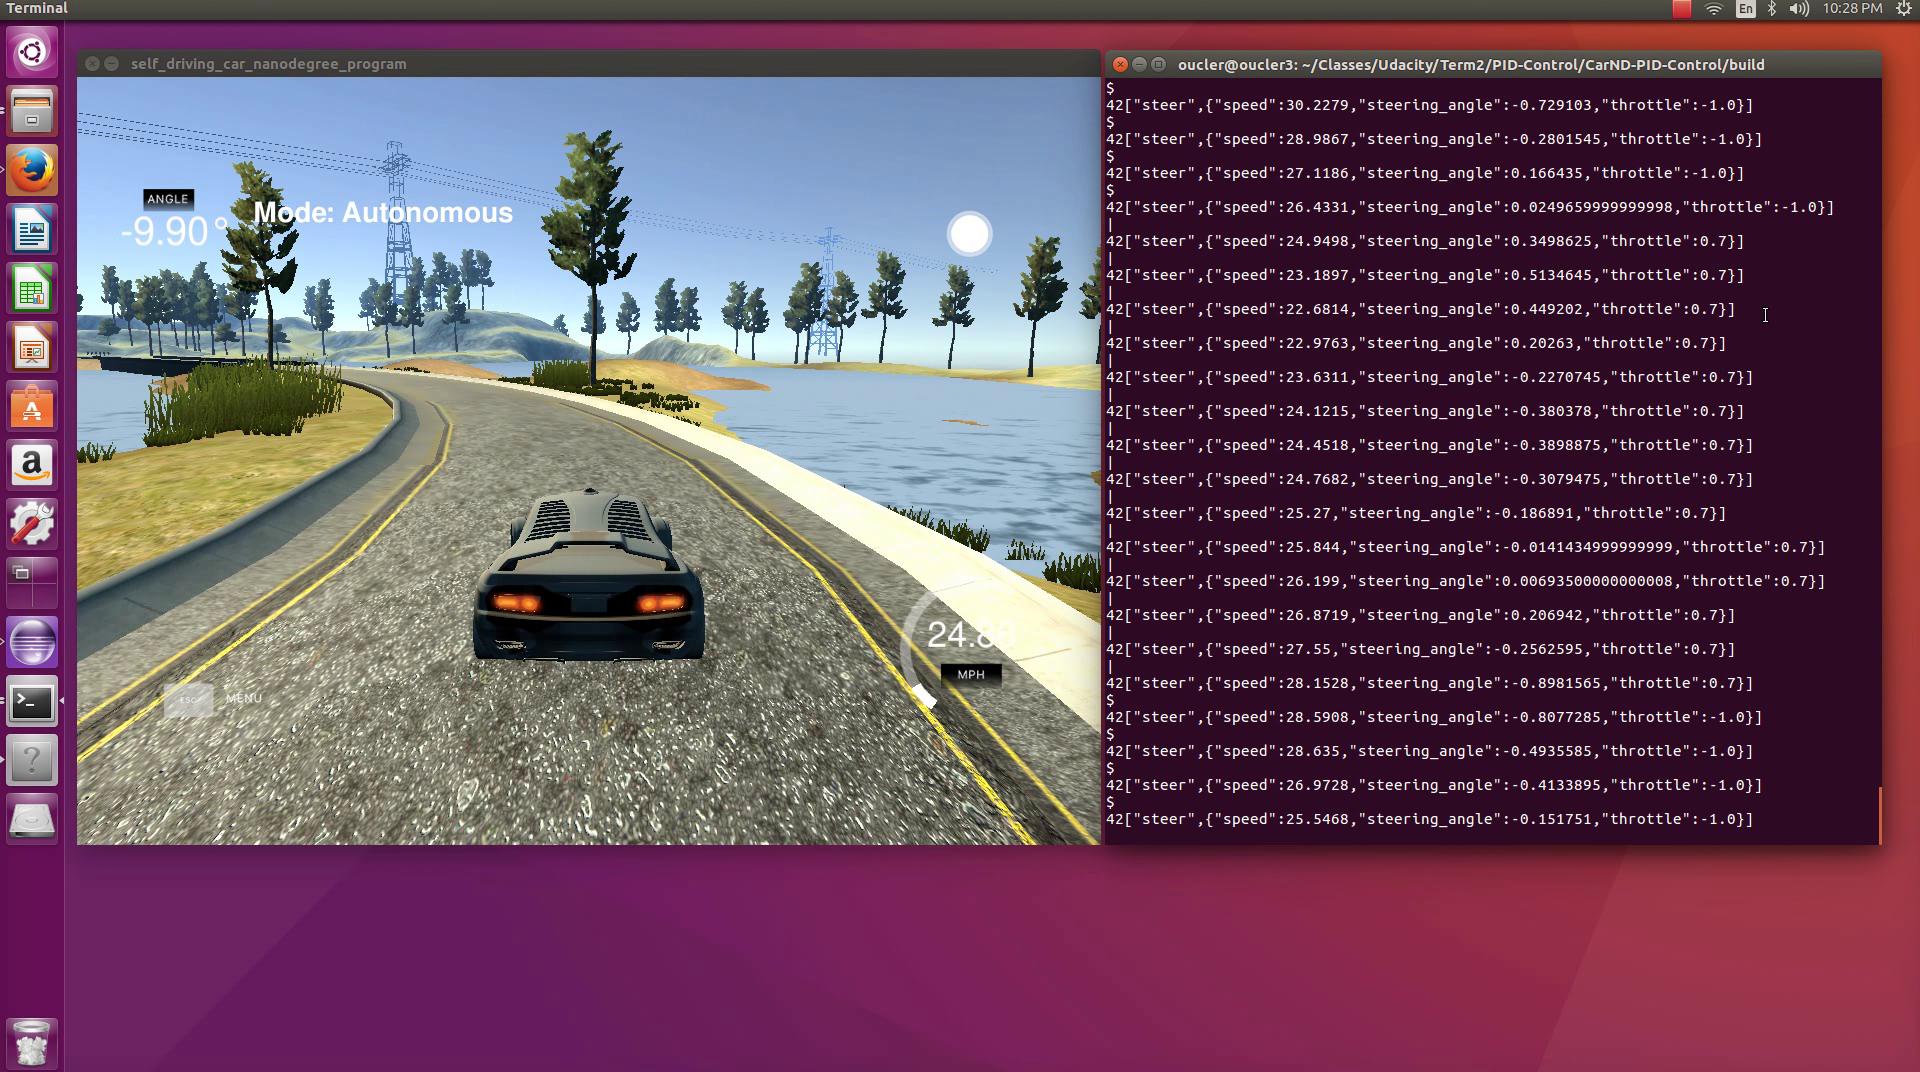 Terminal
En
10:28 PM
self_driving_car_nanodegree_program
ANGLE
-9.90°
Mode: Autonomous
MPH
ESC
MENU
oucler@oucler3: ~/Classes/Udacity/Term2/PID-Control/CarND-PID-Control/build
$
42["steer",{"speed":30.2279,"steering_angle":-0.729103,"throttle":-1.0}]
$
42["steer",{"speed":28.9867,"steering_angle":-0.2801545,"throttle":-1.0}]
$
42["steer",{"speed":27.1186,"steering_angle":0.166435,"throttle":-1.0}]
$
42["steer",{"speed":26.4331,"steering_angle":0.0249659999999998,"throttle":-1.0}]
|
42["steer",{"speed":24.9498,"steering_angle":0.3498625,"throttle":0.7}]
|
42["steer",{"speed":23.1897,"steering_angle":0.5134645,"throttle":0.7}]
|
42["steer",{"speed":22.6814,"steering_angle":0.449202,"throttle":0.7}]
|
42["steer",{"speed":22.9763,"steering_angle":0.20263,"throttle":0.7}]
|
42["steer",{"speed":23.6311,"steering_angle":-0.2270745,"throttle":0.7}]
|
42["steer",{"speed":24.1215,"steering_angle":-0.380378,"throttle":0.7}]
|
42["steer",{"speed":24.4518,"steering_angle":-0.3898875,"throttle":0.7}]
|
42["steer",{"speed":24.7682,"steering_angle":-0.3079475,"throttle":0.7}]
|
42["steer",{"speed":25.27,"steering_angle":-0.186891,"throttle":0.7}]
|
42["steer",{"speed":25.844,"steering_angle":-0.0141434999999999,"throttle":0.7}]
|
42["steer",{"speed":26.199,"steering_angle":0.00693500000000008,"throttle":0.7}]
|
42["steer",{"speed":26.8719,"steering_angle":0.206942,"throttle":0.7}]
|
42["steer",{"speed":27.55,"steering_angle":-0.2562595,"throttle":0.7}]
|
42["steer",{"speed":28.1528,"steering_angle":-0.8981565,"throttle":0.7}]
$
42["steer",{"speed":28.5908,"steering_angle":-0.8077285,"throttle":-1.0}]
$
42["steer",{"speed":28.635,"steering_angle":-0.4935585,"throttle":-1.0}]
$
42["steer",{"speed":26.9728,"steering_angle":-0.4133895,"throttle":-1.0}]
$
42["steer",{"speed":25.5468,"steering_angle":-0.151751,"throttle":-1.0}]